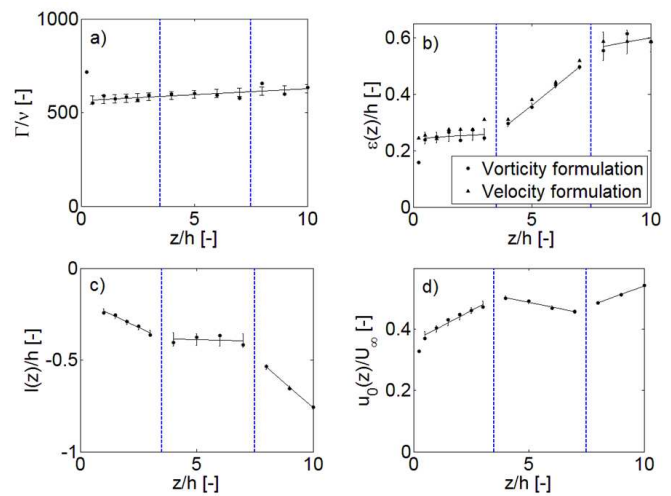 1000
a)
Γ/ν [-]
500
0
0
5
10
z/h [-]
0.6
b)
ε(z)/h [-]
0.4
0.2
Vorticity formulation
Velocity formulation
0
0
5
10
z/h [-]
0
c)
l(z)/h [-]
-0.5
-1
0
5
10
z/h [-]
d)
u₀(z)/U∞ [-]
0.4
0.2
0
0
5
10
z/h [-]